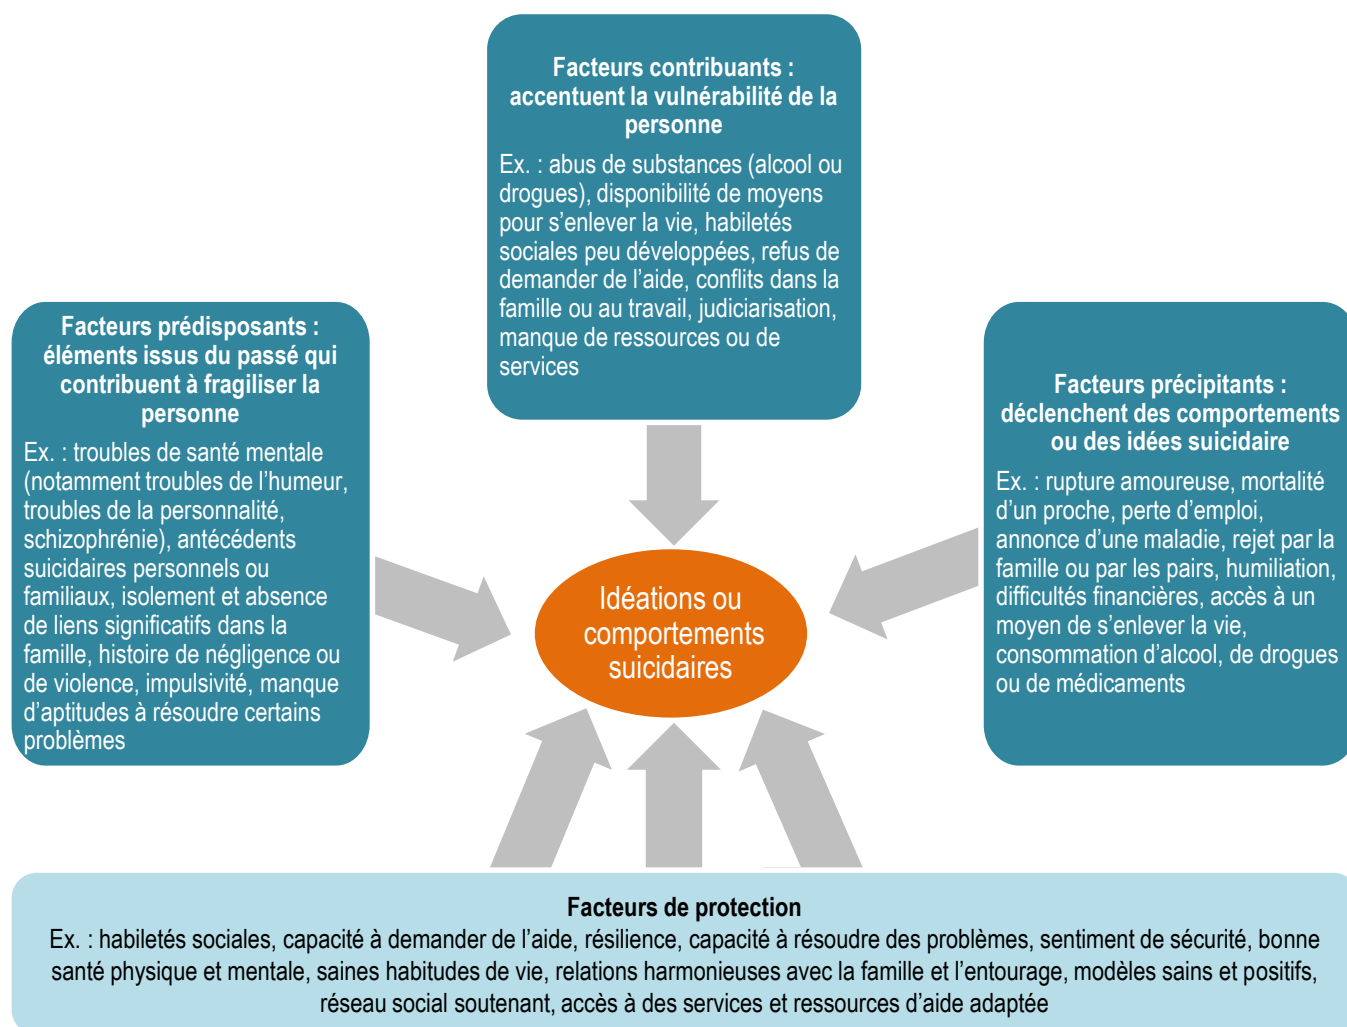 Facteurs contribuants :
accentuent la vulnérabilité de la
personne
Ex. : abus de substances (alcool ou
drogues), disponibilité de moyens
pour s’enlever la vie, habiletés
sociales peu développées, refus de
demander de l’aide, conflits dans la
famille ou au travail, judiciarisation,
manque de ressources ou de
services
Facteurs prédisposants :
éléments issus du passé qui
contribuent à fragiliser la
personne
Ex. : troubles de santé mentale
(notamment troubles de l’humeur,
troubles de la personnalité,
schizophrénie), antécédents
suicidaires personnels ou
familiaux, isolement et absence
de liens significatifs dans la
famille, histoire de négligence ou
de violence, impulsivité, manque
d’aptitudes à résoudre certains
problèmes
Facteurs précipitants :
déclenchent des comportements
ou des idées suicidaire
Ex. : rupture amoureuse, mortalité
d’un proche, perte d’emploi,
annonce d’une maladie, rejet par la
famille ou par les pairs, humiliation,
difficultés financières, accès à un
moyen de s’enlever la vie,
consommation d’alcool, de drogues
ou de médicaments
Idéations ou
comportements
suicidaires
Facteurs de protection
Ex. : habiletés sociales, capacité à demander de l’aide, résilience, capacité à résoudre des problèmes, sentiment de sécurité, bonne
santé physique et mentale, saines habitudes de vie, relations harmonieuses avec la famille et l’entourage, modèles sains et positifs,
réseau social soutenant, accès à des services et ressources d’aide adaptée